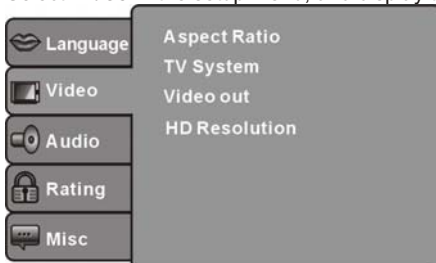 Language
Video
Audio
Rating
Misc
Aspect Ratio
TV System
Video out
HD Resolution